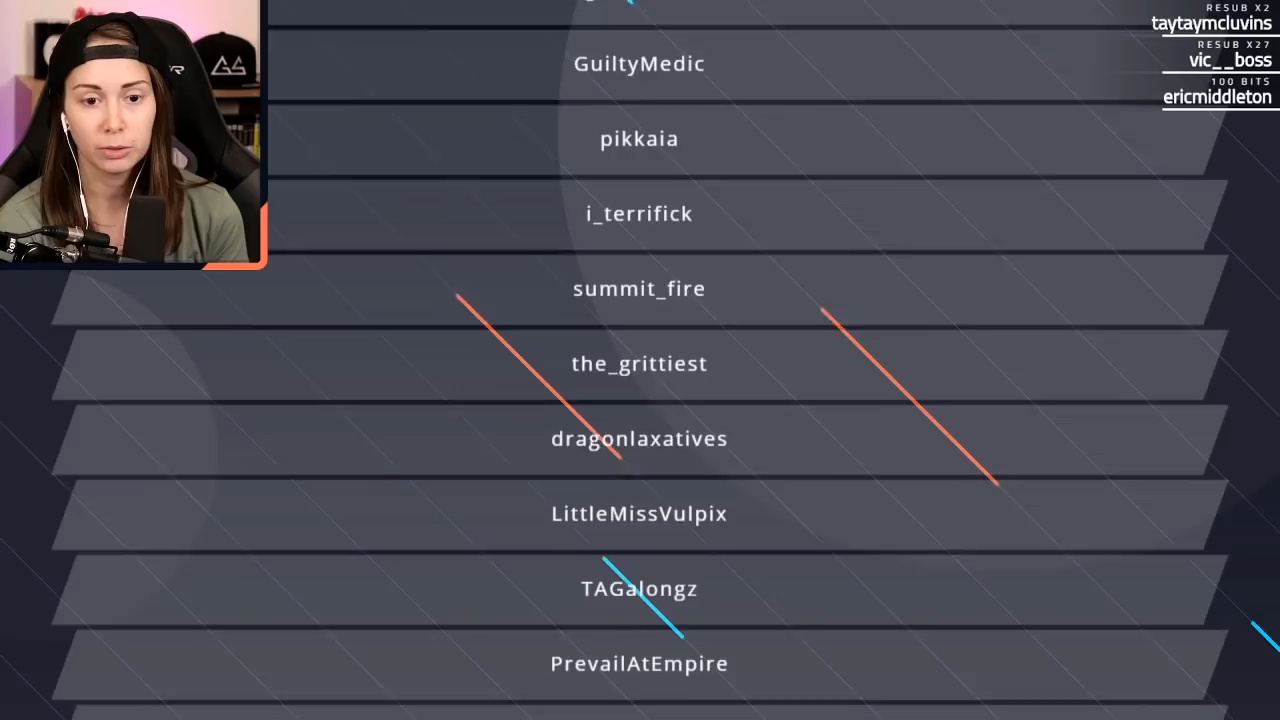 RESUB X2
taytaymcluvins
RESUB X27
vic__boss
100 BITS
ericmiddleton
GuiltyMedic
pikkaia
i_terrifick
summit_fire
the_grittiest
dragonlaxatives
LittleMissVulpix
TAGalongz
PrevailAtEmpire